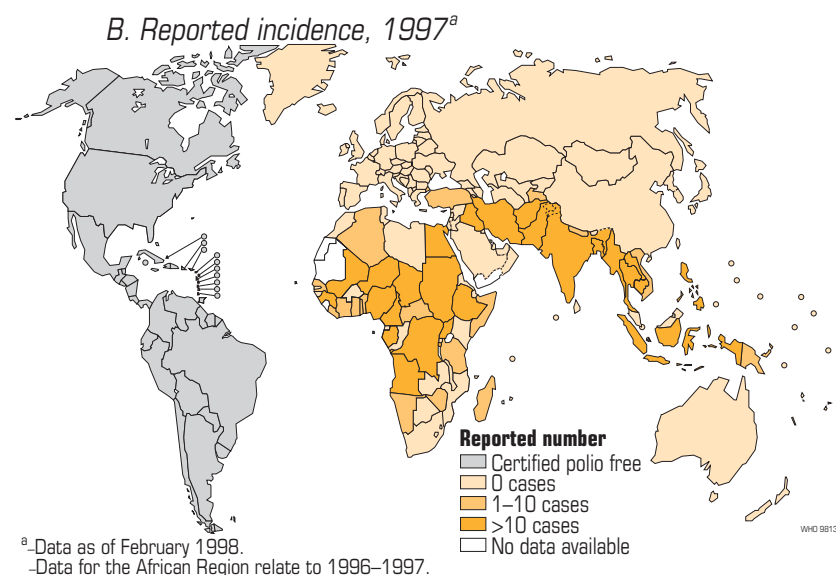 B. Reported incidence, 1997a
Reported number
Certified polio free
0 cases
1–10 cases
>10 cases
No data available
WHO 9813
a–Data as of February 1998.
–Data for the African Region relate to 1996–1997.